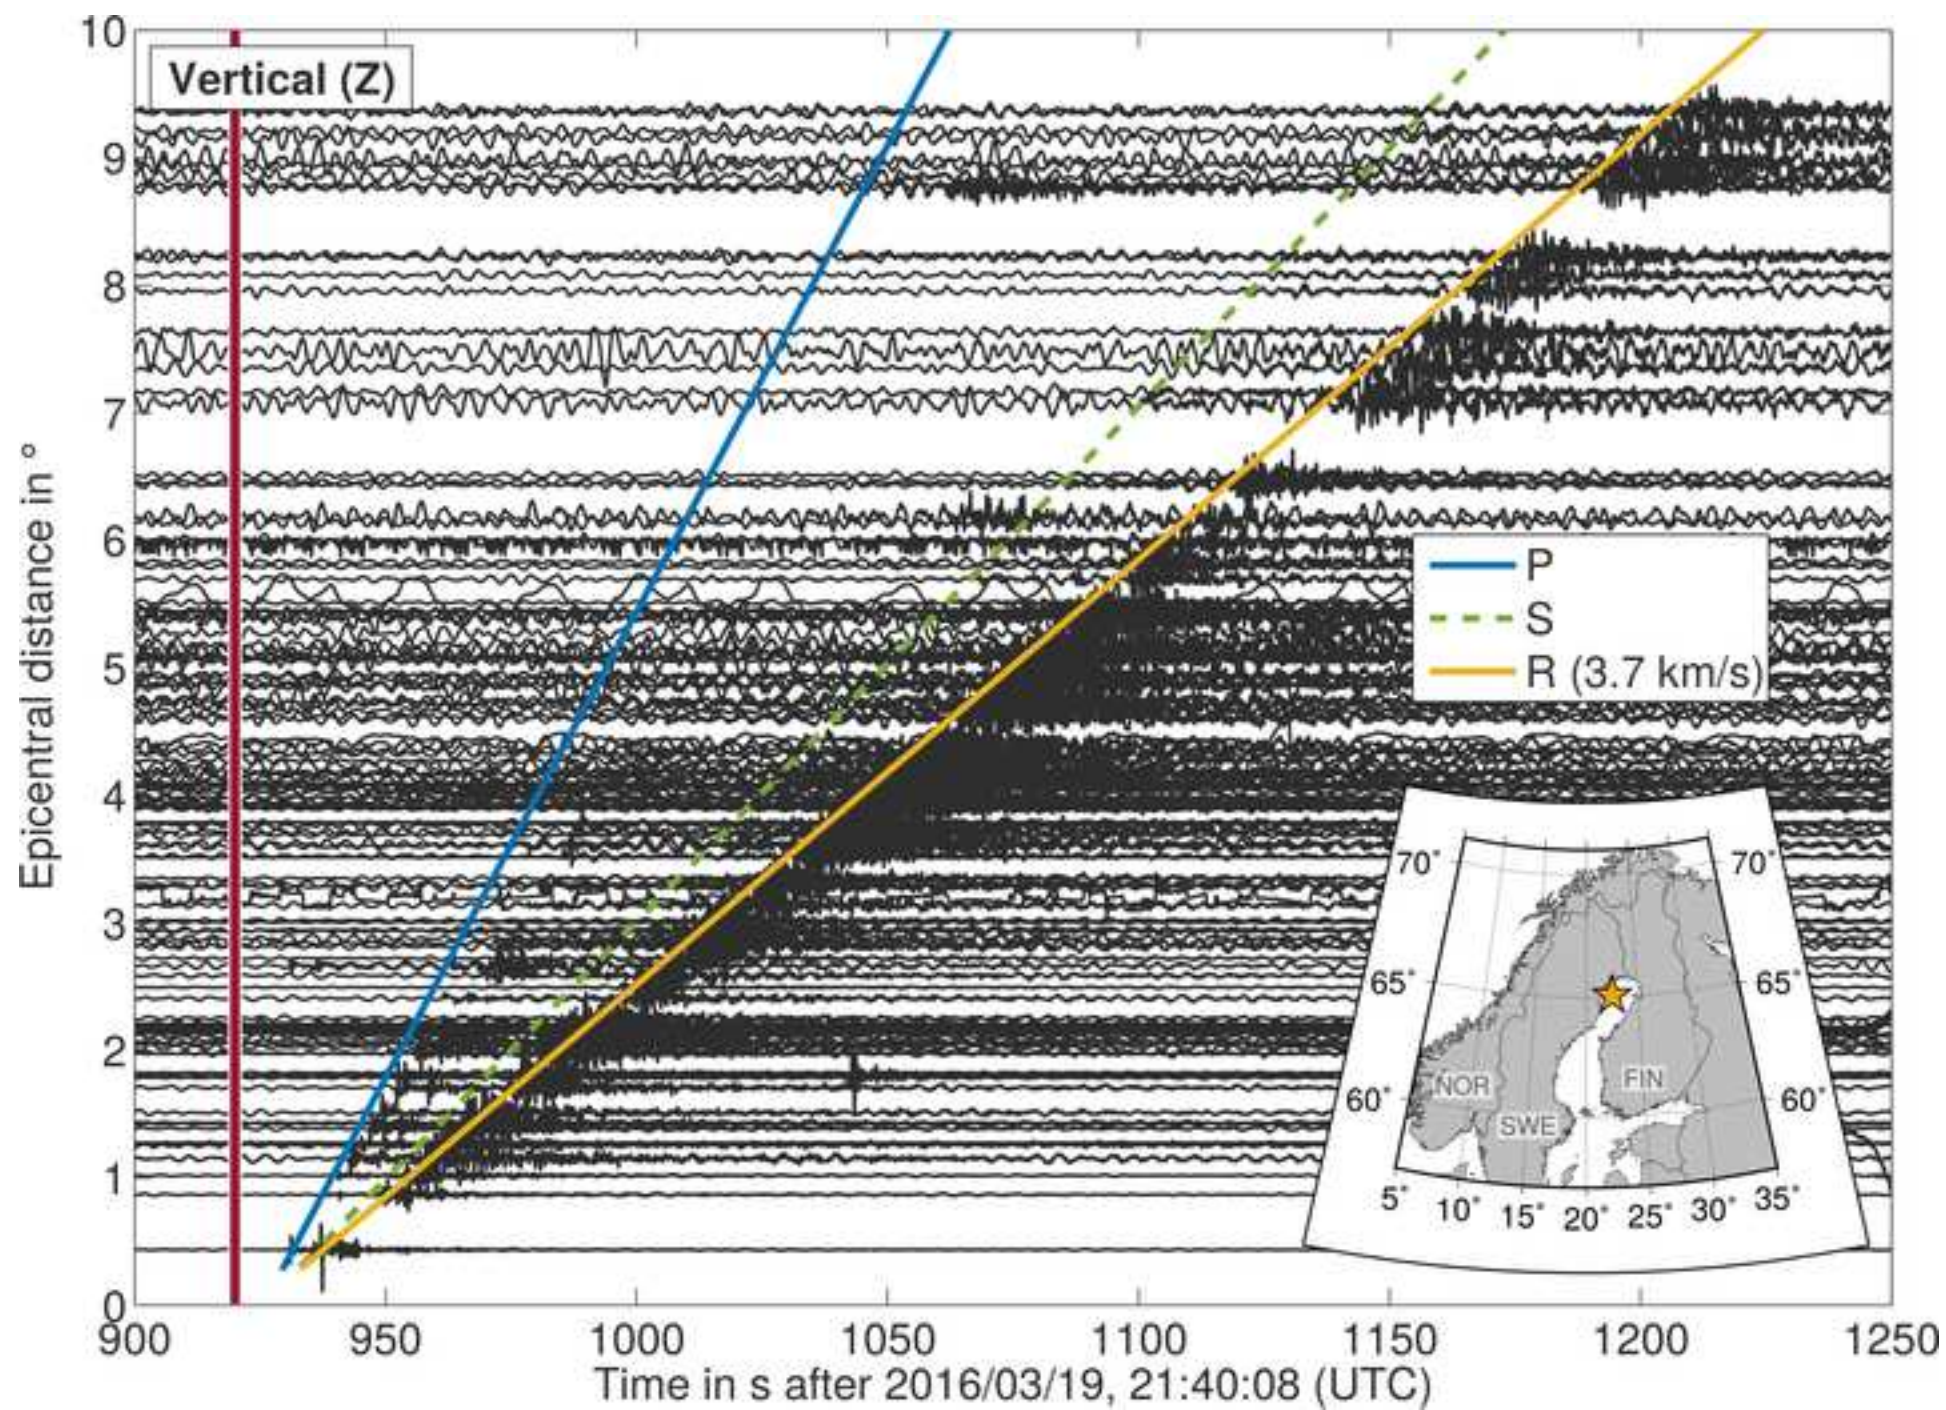 Vertical (Z)
10
9
8
7
6
5
4
3
2
1
0
Epicentral distance in °
P
S
R (3.7 km/s)
70° 70°
65° 65°
60° 60°
NOR
SWE
FIN
5° 10° 15° 20° 25° 30° 35°
900 950 1000 1050 1100 1150 1200 1250
Time in s after 2016/03/19, 21:40:08 (UTC)